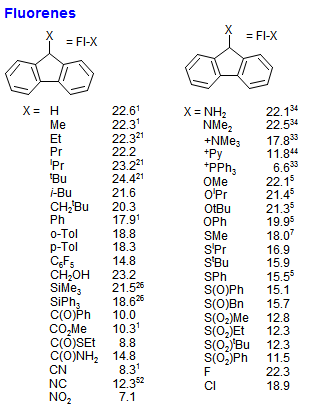 Fluorenes
X
= Fl-X
X
= Fl-X
X = H 22.6¹
Me 22.3¹
Et 22.3²¹
Pr 22.2
ⁱPr 23.2²¹
ᵗBu 24.4²¹
i-Bu 21.6
CH₂ᵗBu 20.3
Ph 17.9¹
o-Tol 18.8
p-Tol 18.3
C₆F₅ 14.8
CH₂OH 23.2
SiMe₃ 21.5²⁶
SiPh₃ 18.6²⁶
C(O)Ph 10.0
CO₂Me 10.3¹
C(O)SEt 8.8
C(O)NH₂ 14.8
CN 8.3¹
NC 12.3⁵²
NO₂ 7.1
X = NH₂ 22.1³⁴
NMe₂ 22.5³⁴
+NMe₃ 17.8³³
⁺Py 11.8⁴⁴
⁺PPh₃ 6.6³³
OMe 22.1⁵
OⁱPr 21.4⁵
OtBu 21.3⁵
OPh 19.9⁵
SMe 18.0⁷
SⁱPr 16.9
SᵗBu 15.9
SPh 15.5⁵
S(O)Ph 15.1
S(O)Bn 15.7
S(O₂)Me 12.8
S(O₂)Et 12.3
S(O₂)ᵗBu 12.3
S(O₂)Ph 11.5
F 22.3
Cl 18.9